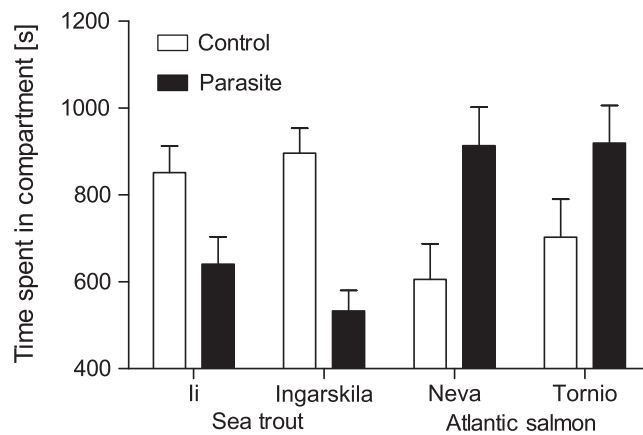 Time spent in compartment [s]
1200
1000
800
600
400
Control
Parasite
Ii Ingarskila Neva Tornio
Sea trout Atlantic salmon